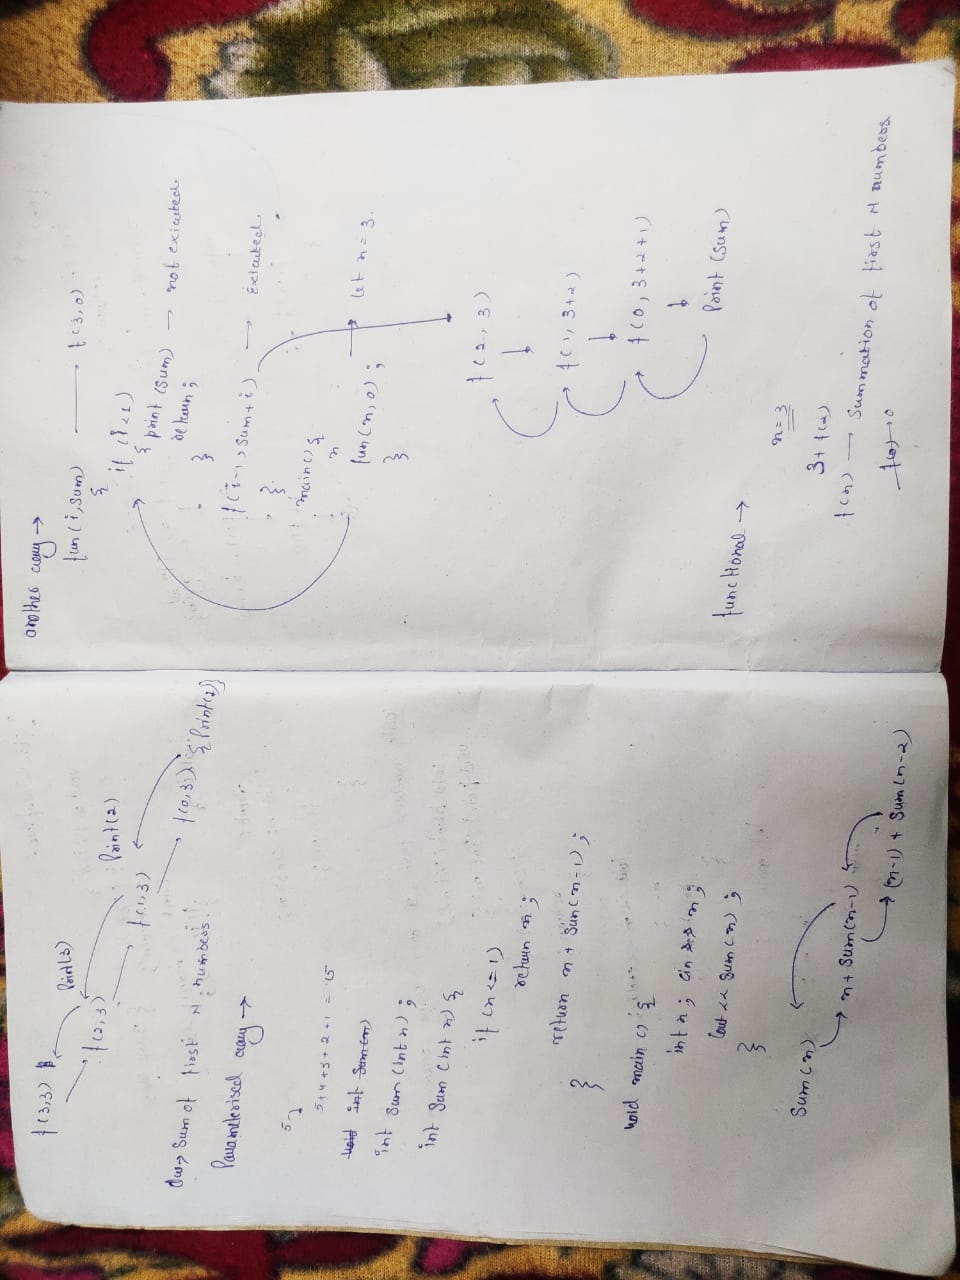 f(3,3)
Print(3)
f(2,3)
Print(2)
f(1,3)
f(0,3)
{Print(1)}
Sum of first N numbers.
Parameterised way →
5
5+4+3+2+1 = 15
void int Sum(n)
int Sum (int n) ;
int Sum (int n) {
if (n <= 1)
return n ;
return n + Sum(n-1) ;
}
void main () {
int n ; cin >> n ;
Cout << Sum(n) ;
}
Sum(n)
n + Sum(n-1)
(n-1) + Sum(n-2)
another way →
fun(i, Sum) → f(3,0)
{
if (i < 1)
{ print (Sum) → not exicuted.
return ;
}
f(i-1, Sum+i) → Exicuted.
}
main() {
n
fun(n, 0) ; → let n = 3.
}
f(2, 3)
f(1, 3+2)
f(0, 3+2+1)
Print (Sum)
functional →
n=3
3 + f(2)
f(n) → Summation of first N numbers
f(0) → 0